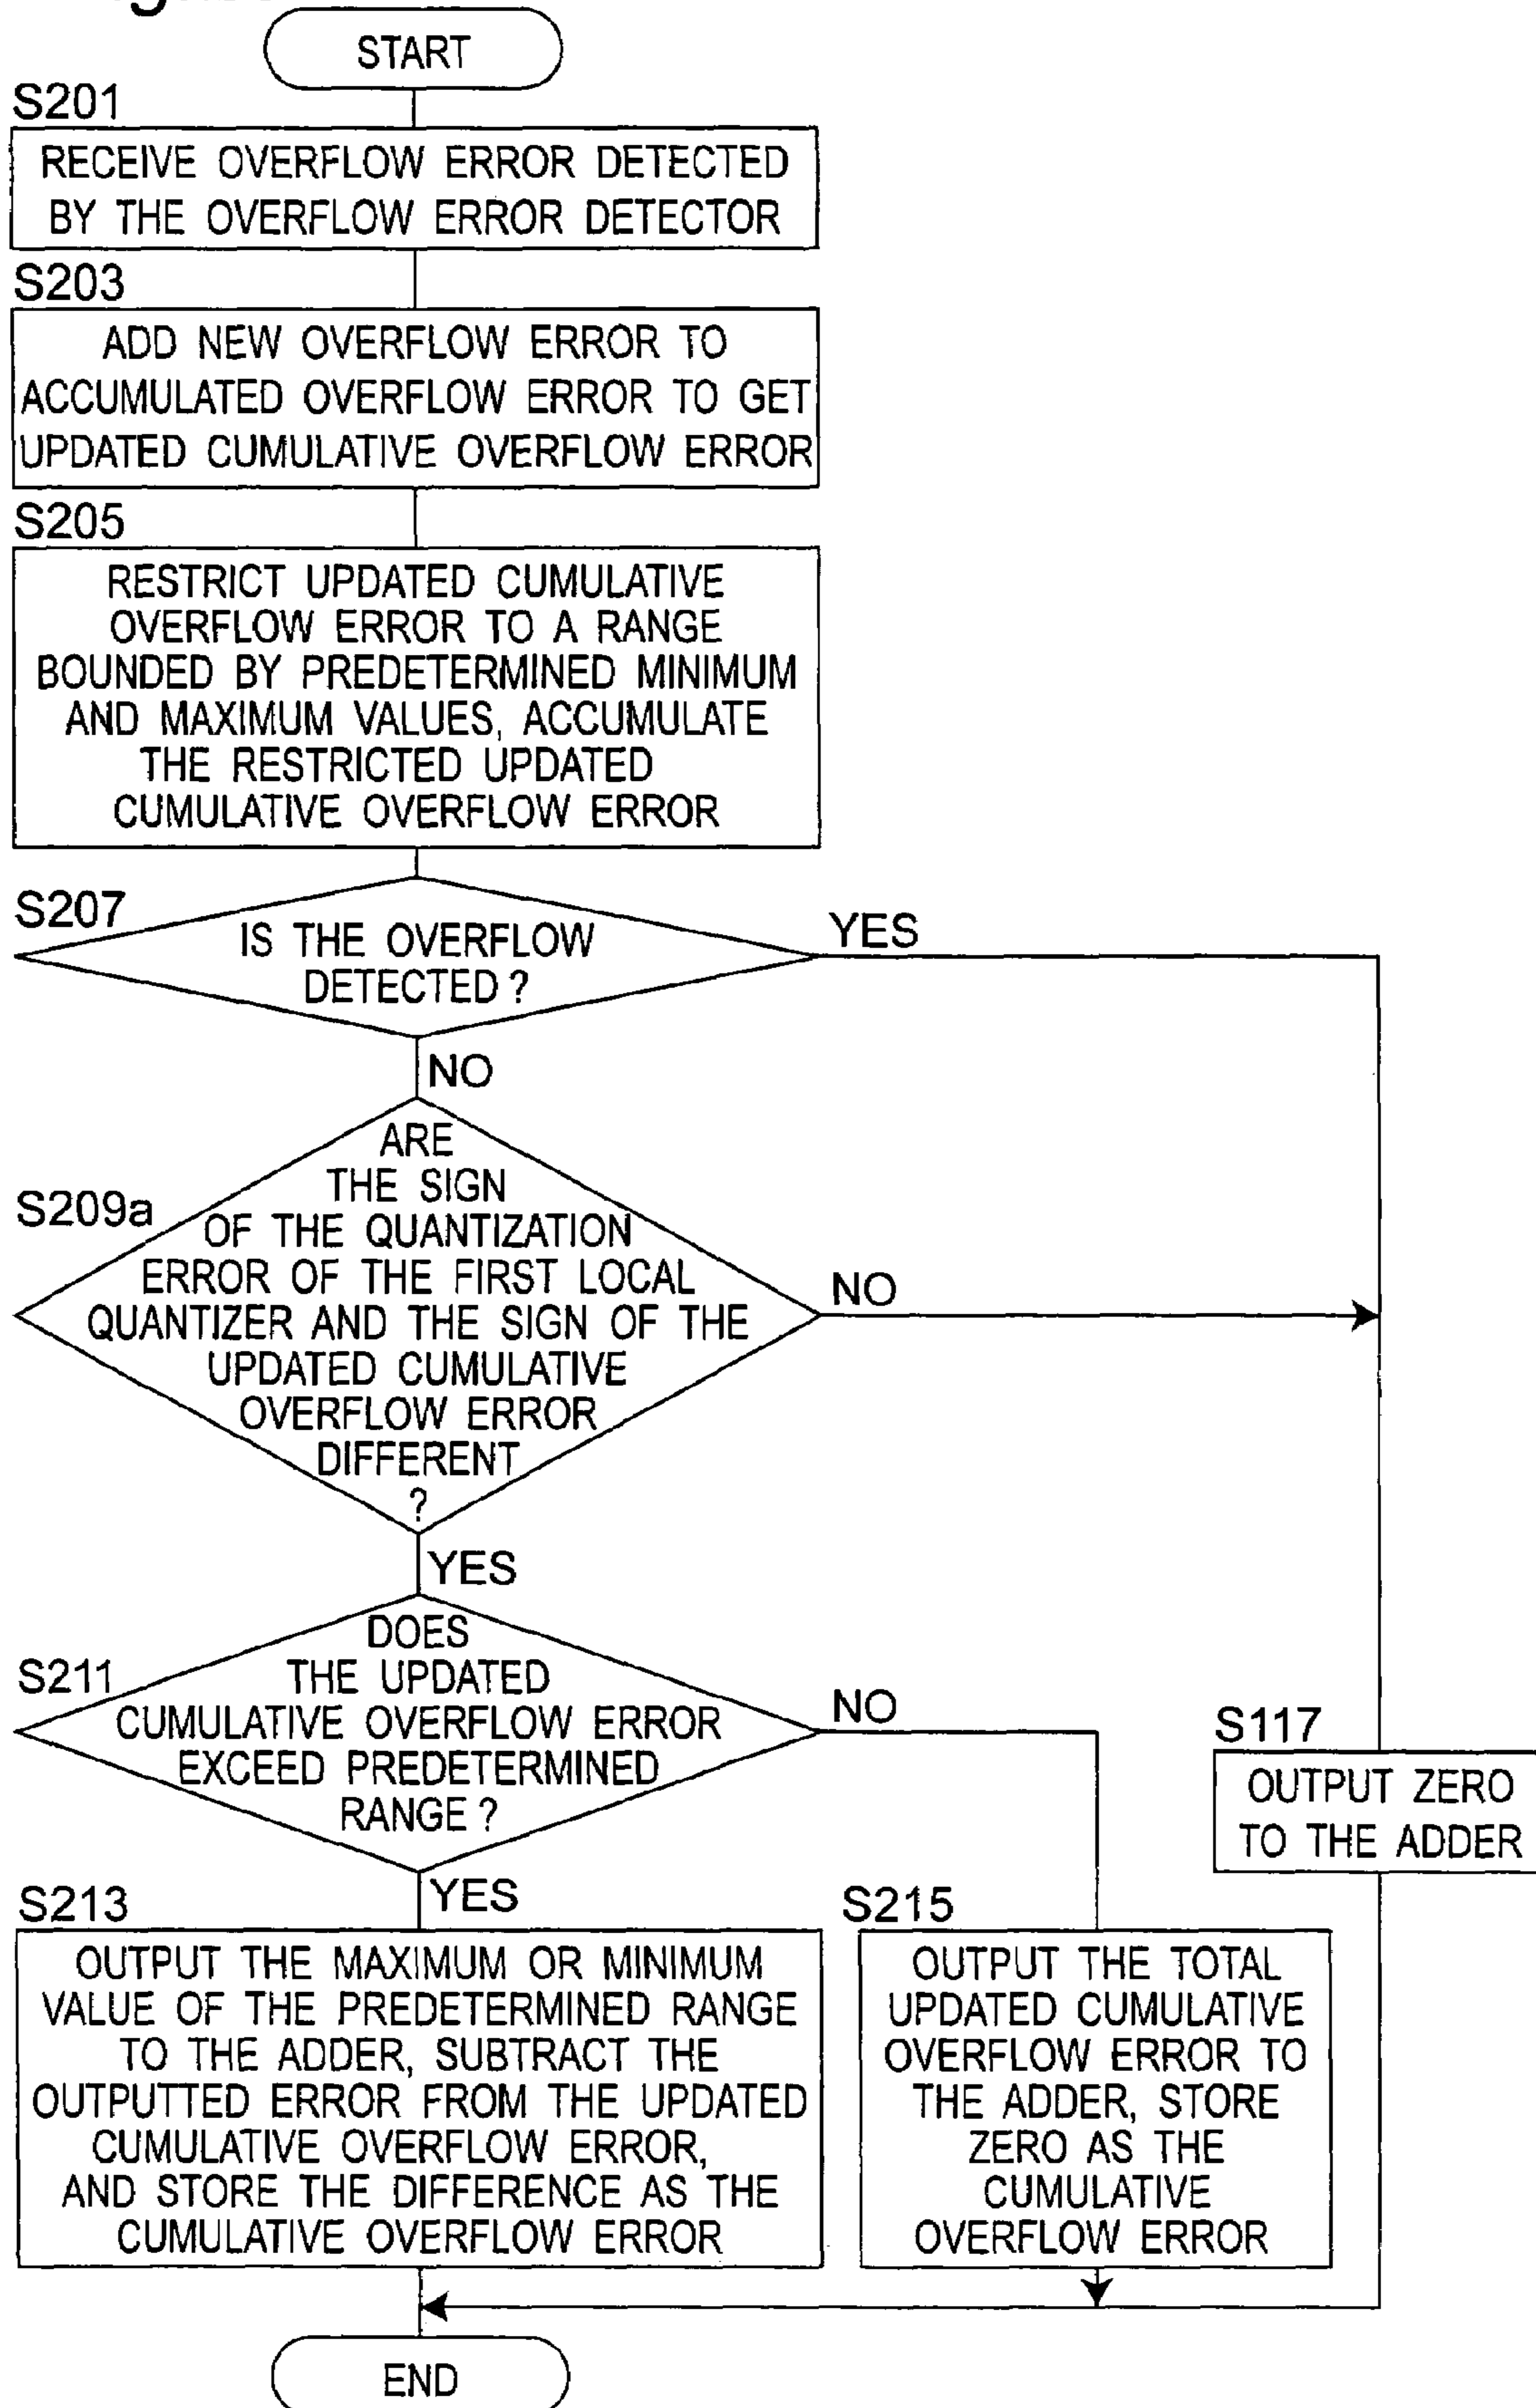 START
S201
RECEIVE OVERFLOW ERROR DETECTED
BY THE OVERFLOW ERROR DETECTOR
S203
ADD NEW OVERFLOW ERROR TO
ACCUMULATED OVERFLOW ERROR TO GET
UPDATED CUMULATIVE OVERFLOW ERROR
S205
RESTRICT UPDATED CUMULATIVE
OVERFLOW ERROR TO A RANGE
BOUNDED BY PREDETERMINED MINIMUM
AND MAXIMUM VALUES, ACCUMULATE
THE RESTRICTED UPDATED
CUMULATIVE OVERFLOW ERROR
S207
IS THE OVERFLOW
DETECTED ?
YES
NO
S209a
ARE
THE SIGN
OF THE QUANTIZATION
ERROR OF THE FIRST LOCAL
QUANTIZER AND THE SIGN OF THE
UPDATED CUMULATIVE
OVERFLOW ERROR
DIFFERENT
?
NO
YES
S211
DOES
THE UPDATED
CUMULATIVE OVERFLOW ERROR
EXCEED PREDETERMINED
RANGE ?
NO
YES
S117
OUTPUT ZERO
TO THE ADDER
S213
OUTPUT THE MAXIMUM OR MINIMUM
VALUE OF THE PREDETERMINED RANGE
TO THE ADDER, SUBTRACT THE
OUTPUTTED ERROR FROM THE UPDATED
CUMULATIVE OVERFLOW ERROR,
AND STORE THE DIFFERENCE AS THE
CUMULATIVE OVERFLOW ERROR
S215
OUTPUT THE TOTAL
UPDATED CUMULATIVE
OVERFLOW ERROR TO
THE ADDER, STORE
ZERO AS THE
CUMULATIVE
OVERFLOW ERROR
END